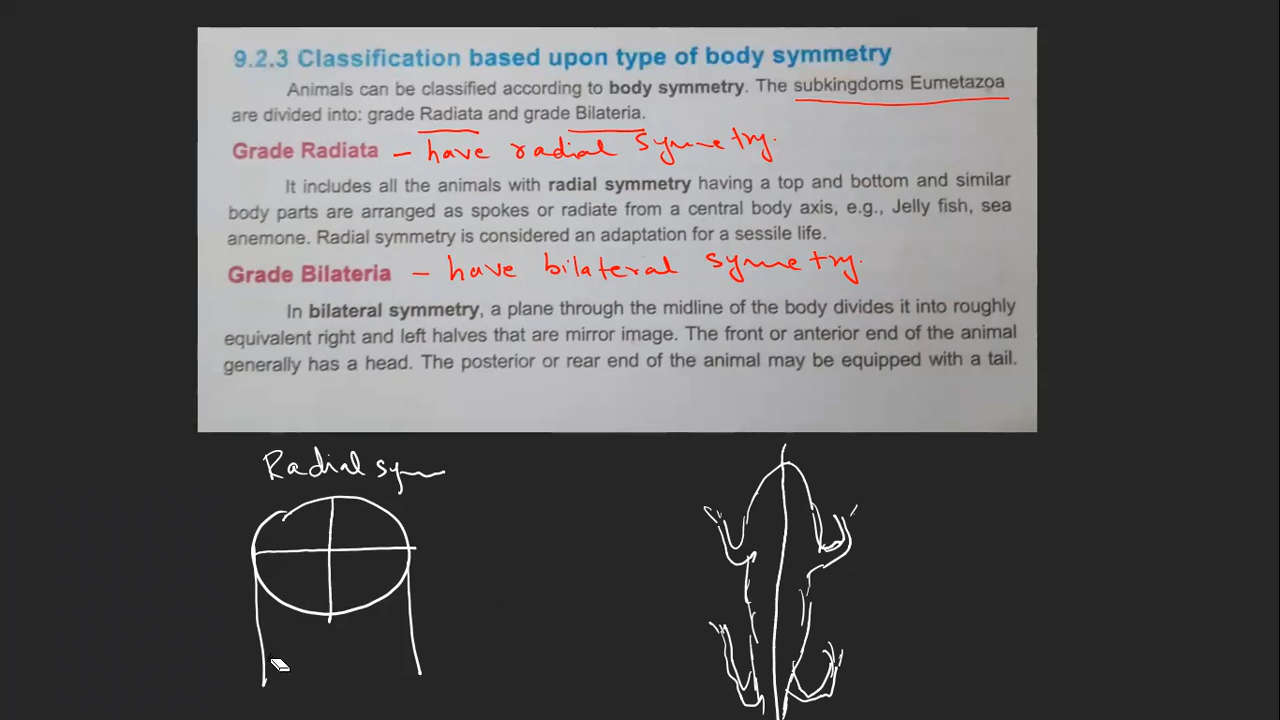 9.2.3 Classification based upon type of body symmetry
Animals can be classified according to body symmetry. The subkingdoms Eumetazoa
are divided into: grade Radiata and grade Bilateria.
Grade Radiata – have radial symmetry.
It includes all the animals with radial symmetry having a top and bottom and similar
body parts are arranged as spokes or radiate from a central body axis, e.g., Jelly fish, sea
anemone. Radial symmetry is considered an adaptation for a sessile life.
Grade Bilateria – have bilateral symmetry.
In bilateral symmetry, a plane through the midline of the body divides it into roughly
equivalent right and left halves that are mirror image. The front or anterior end of the animal
generally has a head. The posterior or rear end of the animal may be equipped with a tail.
Radial sym